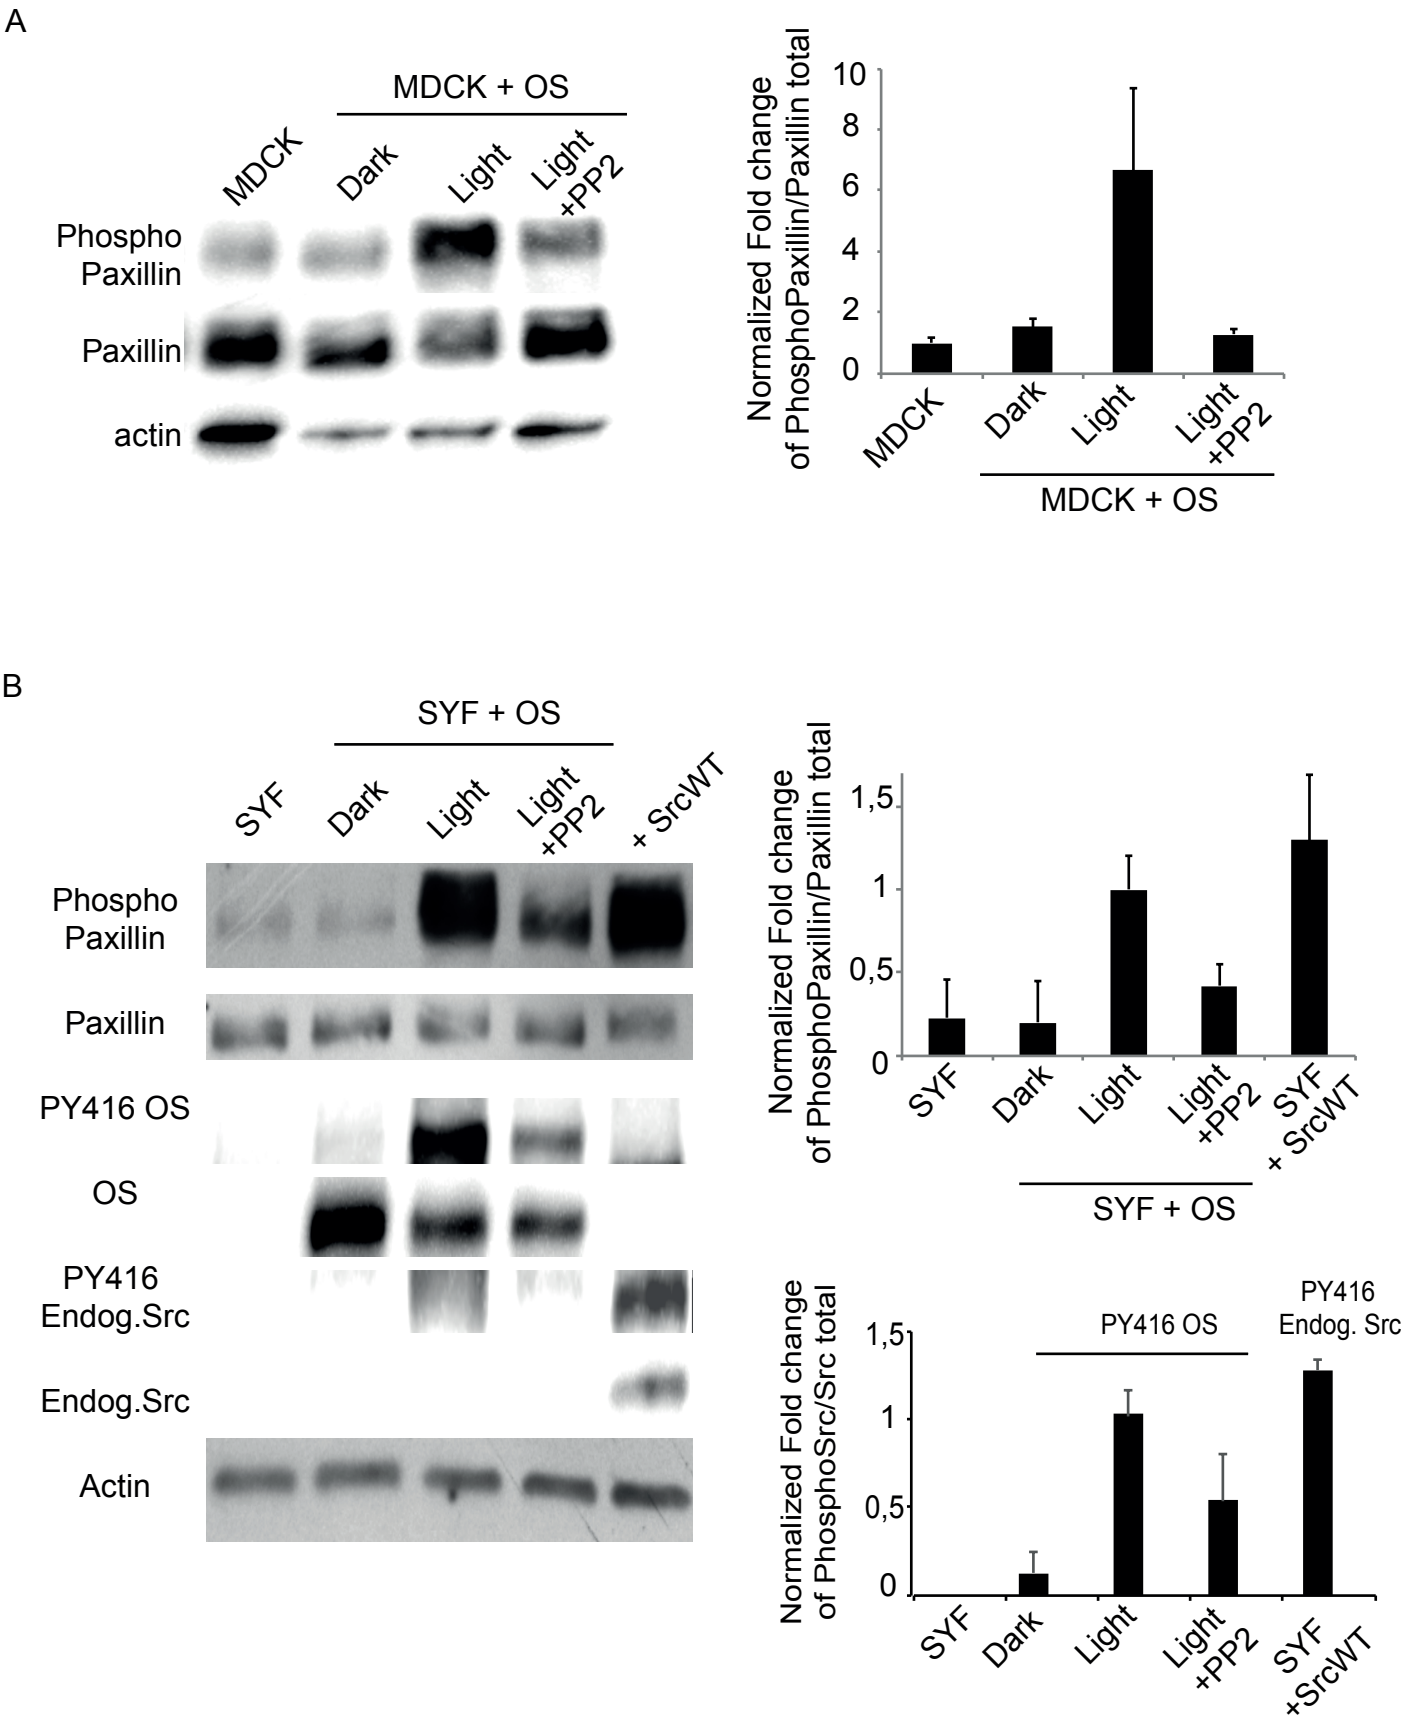 A
MDCK + OS
MDCK
Dark
Light
Light
+PP2
Phospho
Paxillin
Paxillin
actin
Normalized Fold change
of PhosphoPaxillin/Paxillin total
10
8
6
4
2
0
MDCK
Dark
Light
Light
+PP2
MDCK + OS
B
SYF + OS
SYF
Dark
Light
Light
+PP2
+ SrcWT
Phospho
Paxillin
Paxillin
PY416 OS
OS
PY416
Endog.Src
Endog.Src
Actin
Normalized Fold change
of PhosphoPaxillin/Paxillin total
1,5
1
0,5
0
SYF
Dark
Light
Light
+PP2
SYF
+ SrcWT
SYF + OS
Normalized Fold change
of PhosphoSrc/Src total
1,5
1
0,5
0
PY416 OS
PY416
Endog. Src
SYF
Dark
Light
Light
+PP2
SYF
+SrcWT